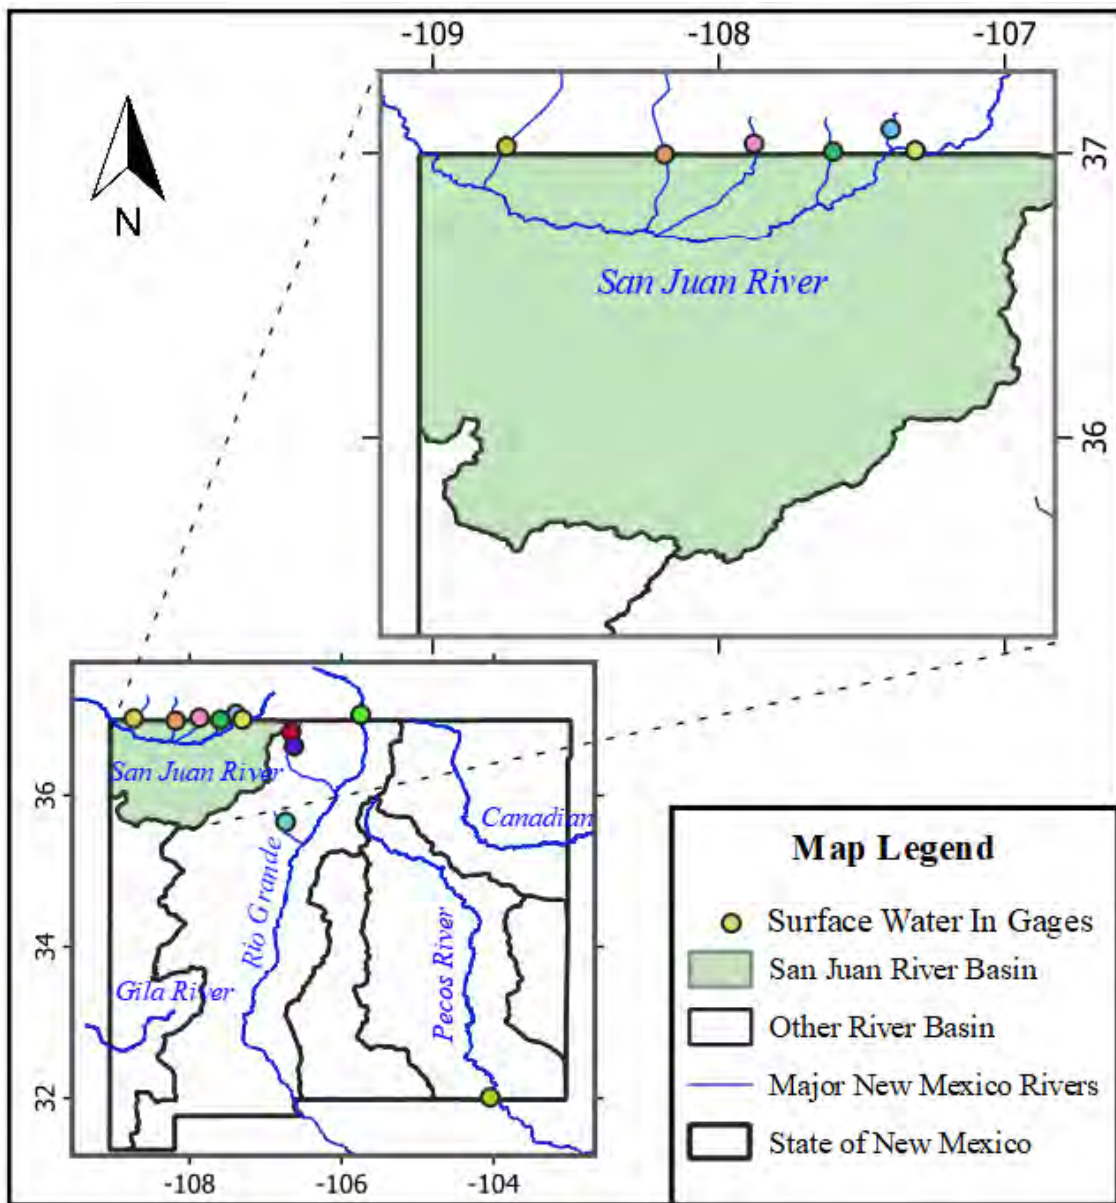 -109
-108
-107
N
37
San Juan River
36
San Juan River
36
Canadian
Rio Grande
34
Pecos River
Gila River
32
-108
-106
-104
Map Legend
Surface Water In Gages
San Juan River Basin
Other River Basin
Major New Mexico Rivers
State of New Mexico